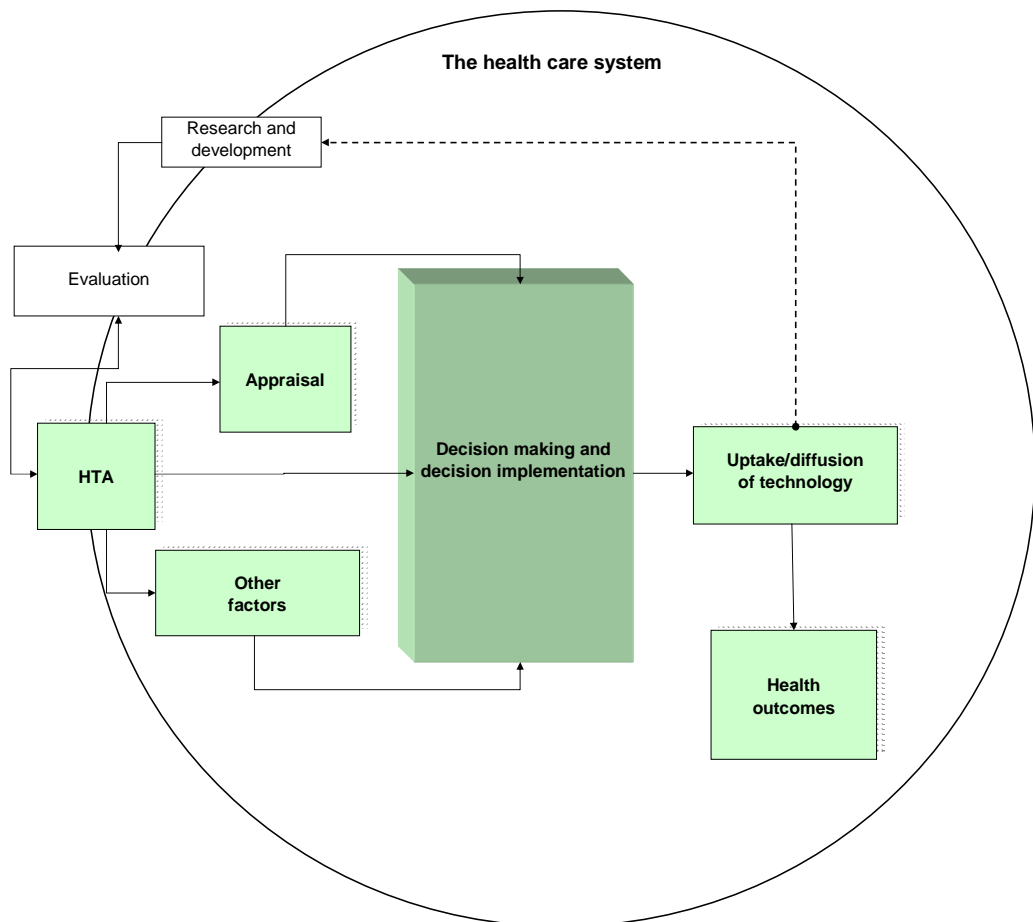 The health care system
Research and
development
Evaluation
Appraisal
HTA
Decision making and
decision implementation
Uptake/diffusion
of technology
Other
factors
Health
outcomes